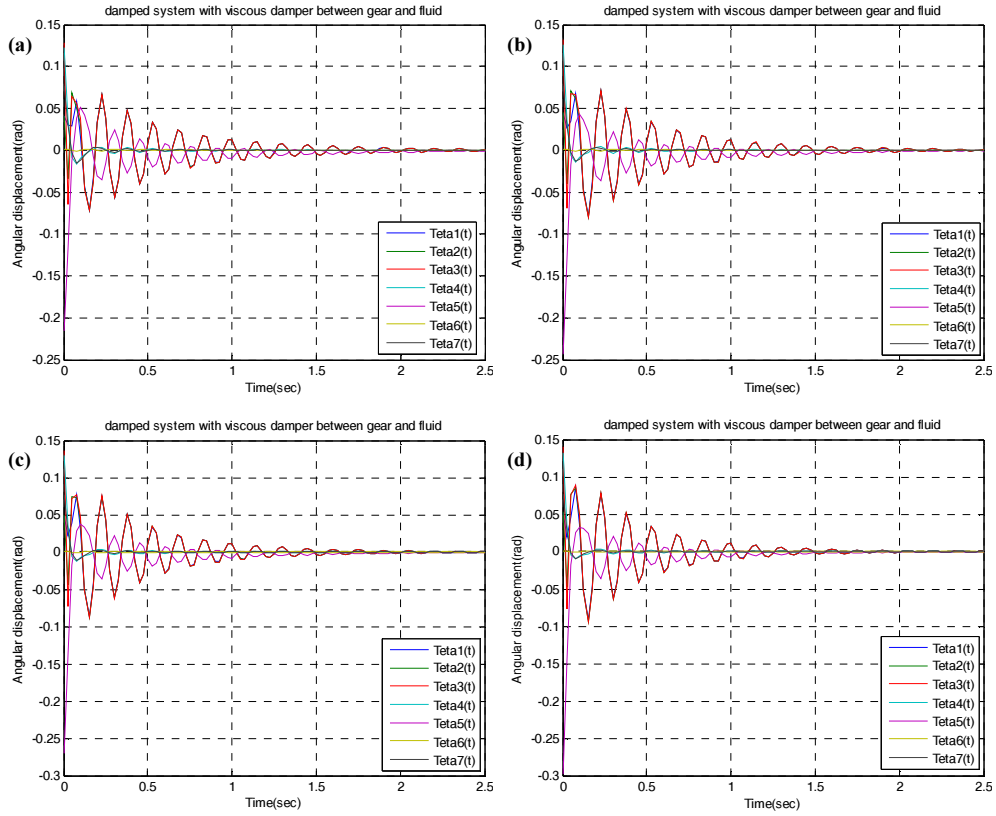 damped system with viscous damper between gear and fluid
(a)
0.15
0.1
0.05
0
-0.05
-0.1
-0.15
-0.2
-0.25
Angular displacement(rad)
0
0.5
1
1.5
2
2.5
Time(sec)
Teta1(t)
Teta2(t)
Teta3(t)
Teta4(t)
Teta5(t)
Teta6(t)
Teta7(t)
damped system with viscous damper between gear and fluid
(b)
0.15
0.1
0.05
0
-0.05
-0.1
-0.15
-0.2
-0.25
Angular displacement(rad)
0
0.5
1
1.5
2
2.5
Time(sec)
Teta1(t)
Teta2(t)
Teta3(t)
Teta4(t)
Teta5(t)
Teta6(t)
Teta7(t)
damped system with viscous damper between gear and fluid
(c)
0.15
0.1
0.05
0
-0.05
-0.1
-0.15
-0.2
-0.25
-0.3
Angular displacement(rad)
0
0.5
1
1.5
2
2.5
Time(sec)
Teta1(t)
Teta2(t)
Teta3(t)
Teta4(t)
Teta5(t)
Teta6(t)
Teta7(t)
damped system with viscous damper between gear and fluid
(d)
0.15
0.1
0.05
0
-0.05
-0.1
-0.15
-0.2
-0.25
-0.3
Angular displacement(rad)
0
0.5
1
1.5
2
2.5
Time(sec)
Teta1(t)
Teta2(t)
Teta3(t)
Teta4(t)
Teta5(t)
Teta6(t)
Teta7(t)